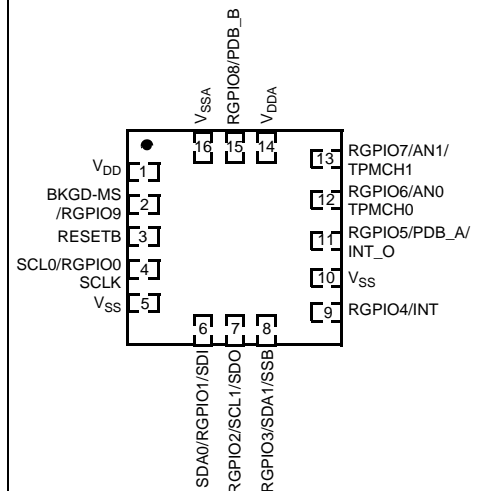 VSSA
RGPIO8/PDB_B
VDDA
16
15
14
VDD
1
BKGD-MS
/RGPIO9
2
RESETB
3
SCL0/RGPIO0
SCLK
4
VSS
5
13
RGPIO7/AN1/
TPMCH1
12
RGPIO6/AN0
TPMCH0
11
RGPIO5/PDB_A/
INT_O
10
VSS
9
RGPIO4/INT
6
7
8
SDA0/RGPIO1/SDI
RGPIO2/SCL1/SDO
RGPIO3/SDA1/SSB